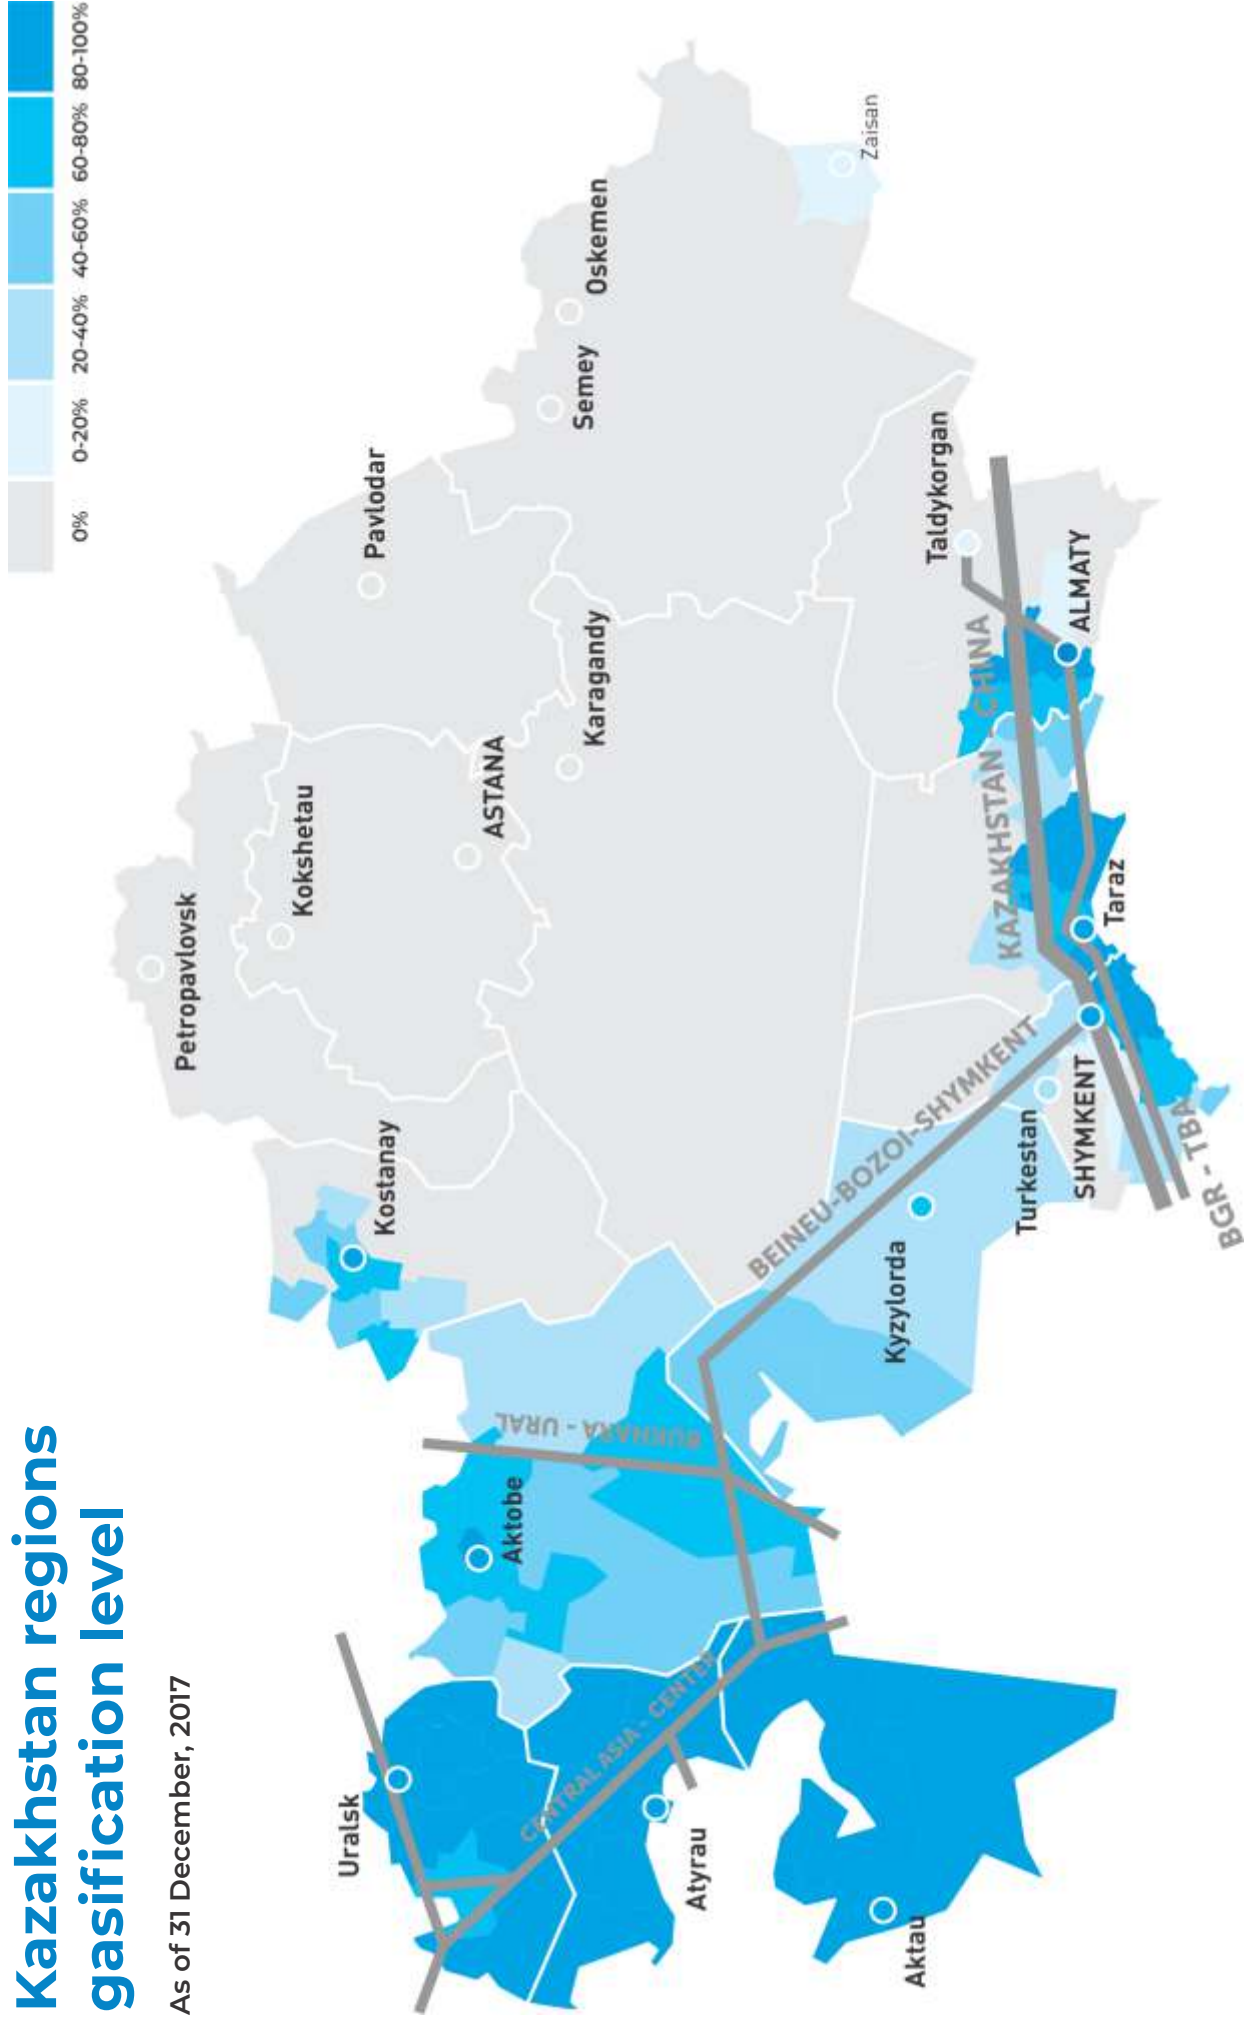 Kazakhstan regions
gasification level
As of 31 December, 2017
0%
0-20%
20-40%
40-60%
60-80%
80-100%
Petropavlovsk
Kostanay
Kokshetau
Pavlodar
Uralsk
ASTANA
Aktobe
Semey
Oskemen
Karagandy
BUKHARA - URAL
CENTRAL ASIA - CENTER
Atyrau
BEINEU-BOZOI-SHYMKENT
Zaisan
Kyzylorda
Aktau
Taldykorgan
KAZAKHSTAN - CHINA
Turkestan
SHYMKENT
ALMATY
Taraz
BGR - TBA